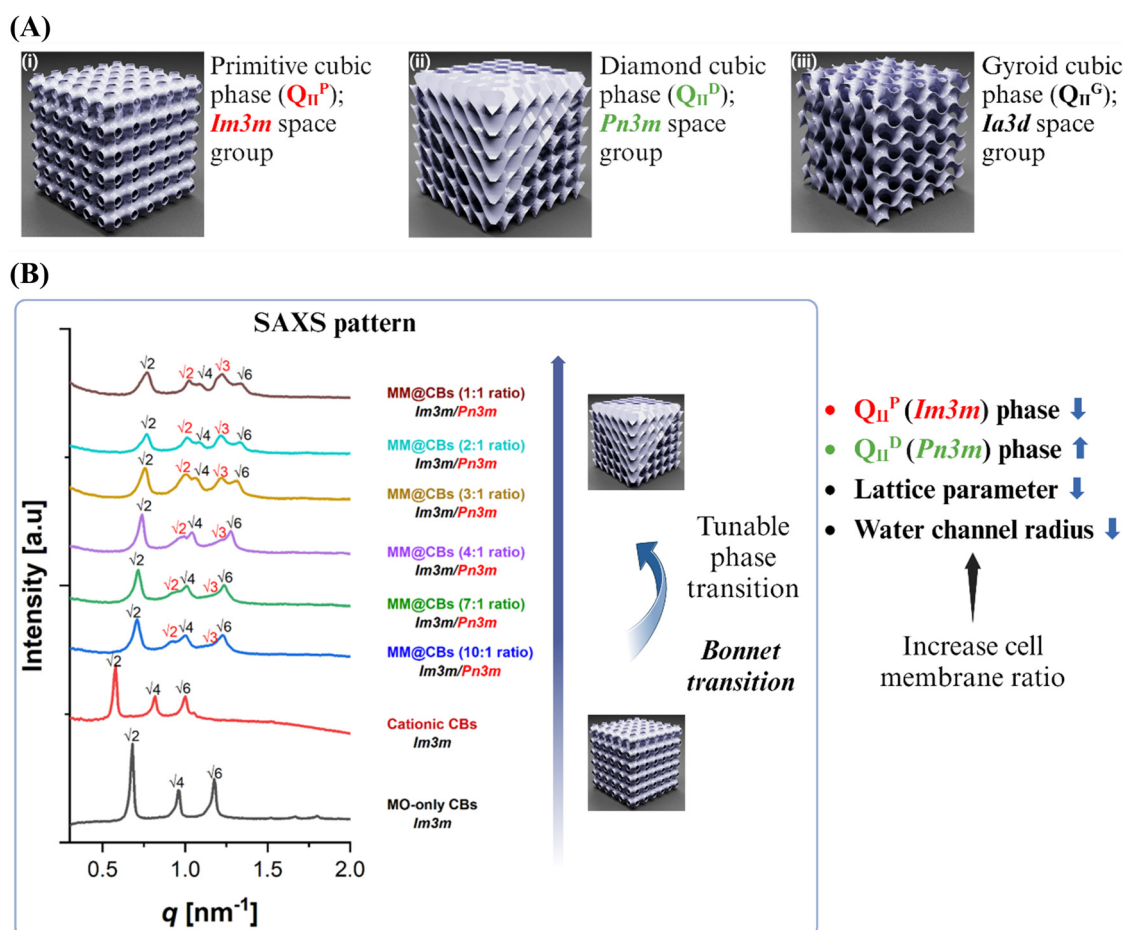 (A)
(i)
Primitive cubic
phase (Q_II^P);
Im3m space
group
(ii)
Diamond cubic
phase (Q_II^D);
Pn3m space
group
(iii)
Gyroid cubic
phase (Q_II^G);
Ia3d space
group
(B)
SAXS pattern
Intensity [a.u]
√2 √2 √4 √3 √6
MM@CBs (1:1 ratio)
Im3m/Pn3m
√2 √2 √4 √3 √6
MM@CBs (2:1 ratio)
Im3m/Pn3m
√2 √2 √4 √3 √6
MM@CBs (3:1 ratio)
Im3m/Pn3m
√2 √2 √4 √3 √6
MM@CBs (4:1 ratio)
Im3m/Pn3m
√2 √2 √4 √3 √6
MM@CBs (7:1 ratio)
Im3m/Pn3m
√2 √2 √4 √3 √6
MM@CBs (10:1 ratio)
Im3m/Pn3m
√2 √4 √6
Cationic CBs
Im3m
√2 √4 √6
MO-only CBs
Im3m
0.5 1.0 1.5 2.0
q [nm⁻¹]
Tunable
phase
transition
Bonnet
transition
• Q_II^P (Im3m) phase ⬇
• Q_II^D (Pn3m) phase ⬆
• Lattice parameter ⬇
• Water channel radius ⬇
Increase cell
membrane ratio